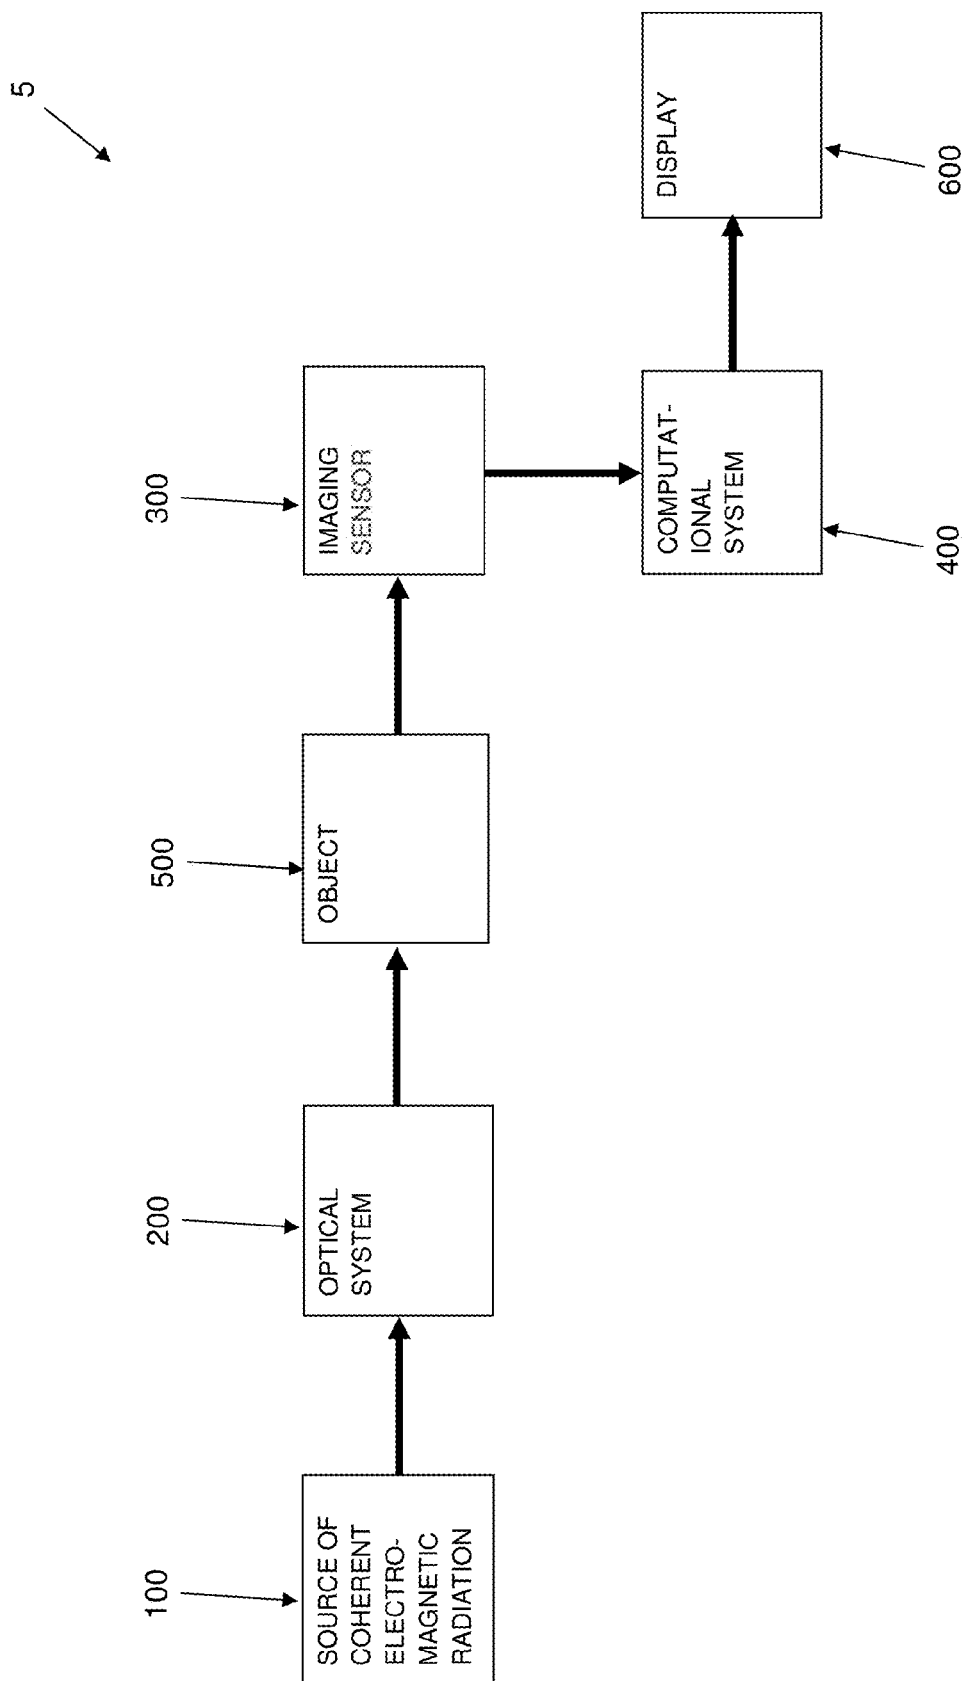 5
100
200
500
300
SOURCE OF
COHERENT
ELECTRO-
MAGNETIC
RADIATION
OPTICAL
SYSTEM
OBJECT
IMAGING
SENSOR
COMPUTAT-
IONAL
SYSTEM
DISPLAY
400
600